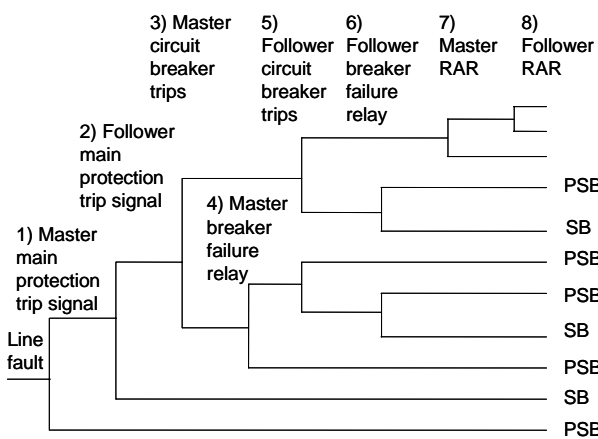 3) Master
circuit
breaker
trips
5)
Follower
circuit
breaker
trips
6)
Follower
breaker
failure
relay
7)
Master
RAR
8)
Follower
RAR
2) Follower
main
protection
trip signal
4) Master
breaker
failure
relay
1) Master
main
protection
trip signal
Line
fault
PSB
SB
PSB
PSB
SB
PSB
SB
PSB